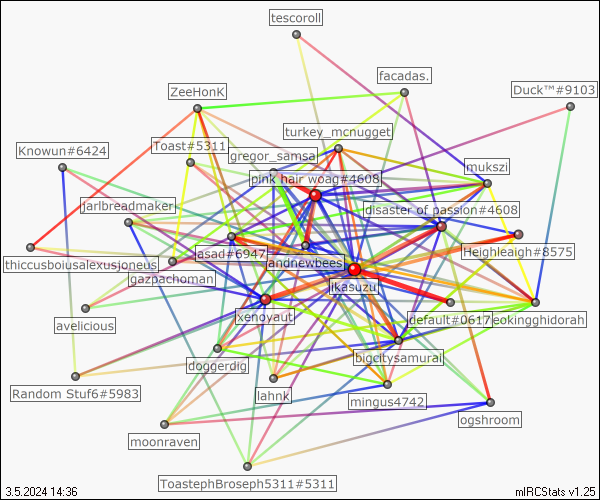 tescoroll
facadas.
ZeeHonK
Duck™#9103
turkey_mcnugget
Toast#5311
Knowun#6424
gregor_samsa
mukszi
pink hair woag#4608
jarlbreadmaker
disaster of passion#4608
asad#6947
Heighleaigh#8575
andnewbees
thiccusboiusalexusjoneus
gazpachoman
ikasuzu
xenoyaut
default#0617
eokingghidorah
avelicious
bigcitysamurai
doggerdig
Random Stuf6#5983
lahnk
mingus4742
ogshroom
moonraven
ToastephBroseph5311#5311
3.5.2024 14:36
mIRCStats v1.25